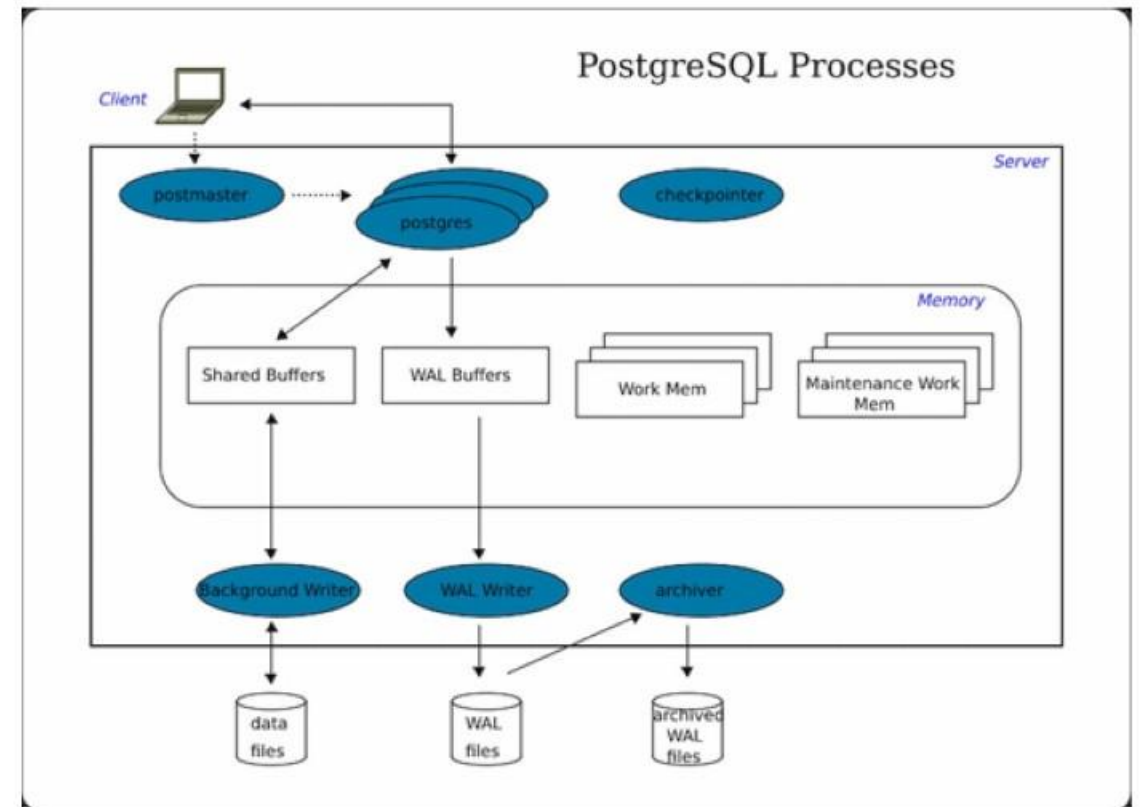 PostgreSQL Processes
Client
Server
postmaster
postgres
checkpointer
Memory
Shared Buffers
WAL Buffers
Work Mem
Maintenance Work
Mem
Background Writer
WAL Writer
archiver
data
files
WAL
files
archived
WAL
files